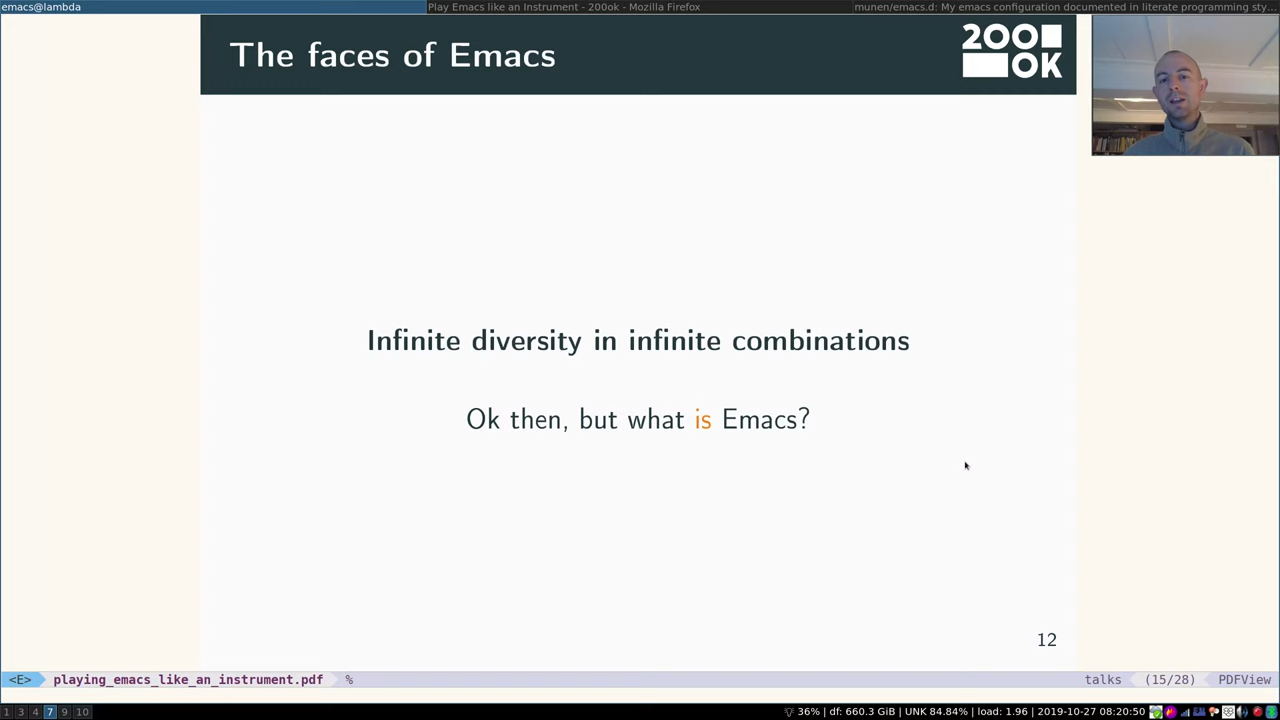 emacs@lambda
Play Emacs like an Instrument - 200ok - Mozilla Firefox
munen/emacs.d: My emacs configuration documented in literate programming sty...
The faces of Emacs
200
OK
Infinite diversity in infinite combinations
Ok then, but what is Emacs?
12
<E> playing_emacs_like_an_instrument.pdf % talks (15/28) PDFView
1 3 4 7 9 10
36% | df: 660.3 GiB | UNK 84.84% | load: 1.96 | 2019-10-27 08:20:50